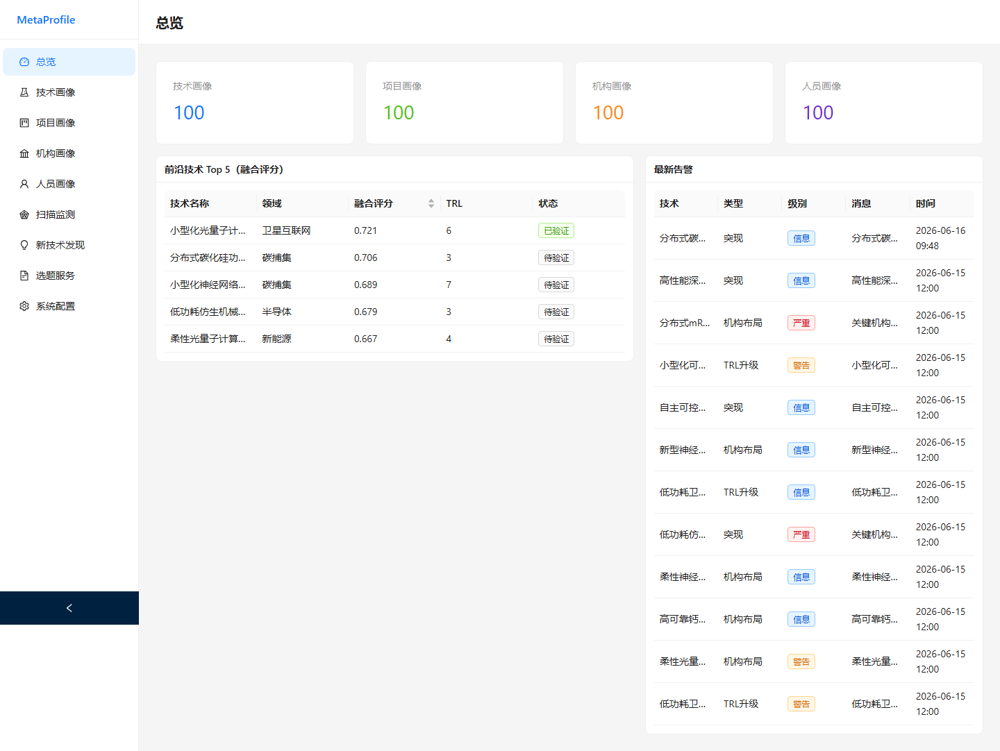 MetaProfile
总览
技术画像
项目画像
机构画像
人员画像
扫描监测
新技术发现
选题服务
系统配置
总览
技术画像
100
项目画像
100
机构画像
100
人员画像
100
前沿技术 Top 5（融合评分）
技术名称 领域 融合评分 TRL 状态
小型化光量子计... 卫星互联网 0.721 6 已验证
分布式碳化硅功... 碳捕集 0.706 3 待验证
小型化神经网络... 碳捕集 0.689 7 待验证
低功耗仿生机械... 半导体 0.679 3 待验证
柔性光量子计算... 新能源 0.667 4 待验证
最新告警
技术 类型 级别 消息 时间
分布式碳... 突现 信息 分布式碳... 2026-06-16
09:48
高性能深... 突现 信息 高性能深... 2026-06-15
12:00
分布式mR... 机构布局 严重 关键机构... 2026-06-15
12:00
小型化可... TRL升级 警告 小型化可... 2026-06-15
12:00
自主可控... 突现 信息 自主可控... 2026-06-15
12:00
新型神经... 机构布局 信息 新型神经... 2026-06-15
12:00
低功耗卫... TRL升级 信息 低功耗卫... 2026-06-15
12:00
低功耗仿... 突现 严重 关键机构... 2026-06-15
12:00
柔性神经... 机构布局 信息 柔性神经... 2026-06-15
12:00
高可靠钙... 机构布局 信息 高可靠钙... 2026-06-15
12:00
柔性光量... 机构布局 警告 柔性光量... 2026-06-15
12:00
低功耗卫... TRL升级 警告 低功耗卫... 2026-06-15
12:00